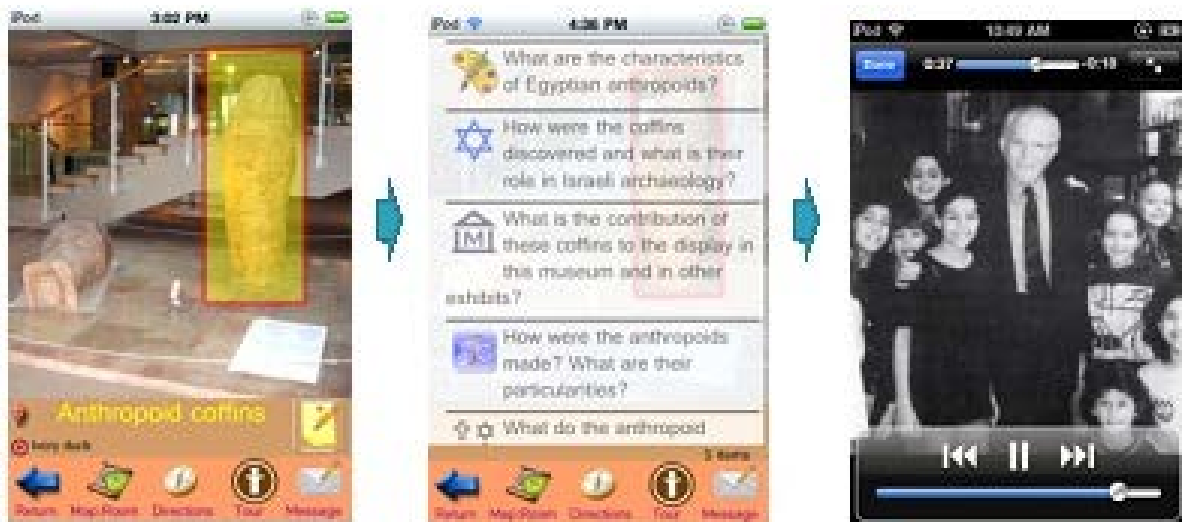 iPod
3:02 PM
Anthropoid coffins
Ivory duck
Return
Map Room
Directions
Tour
Message
iPod
4:36 PM
What are the characteristics
of Egyptian anthropoids?
How were the coffins
discovered and what is their
role in Israeli archaeology?
M
What is the contribution of
these coffins to the display in
this museum and in other
exhibits?
How were the anthropoids
made? What are their
particularities?
What do the anthropoid
5 items
Return
Map Room
Directions
Tour
Message
iPod
AM
Done
0:37
-0:18